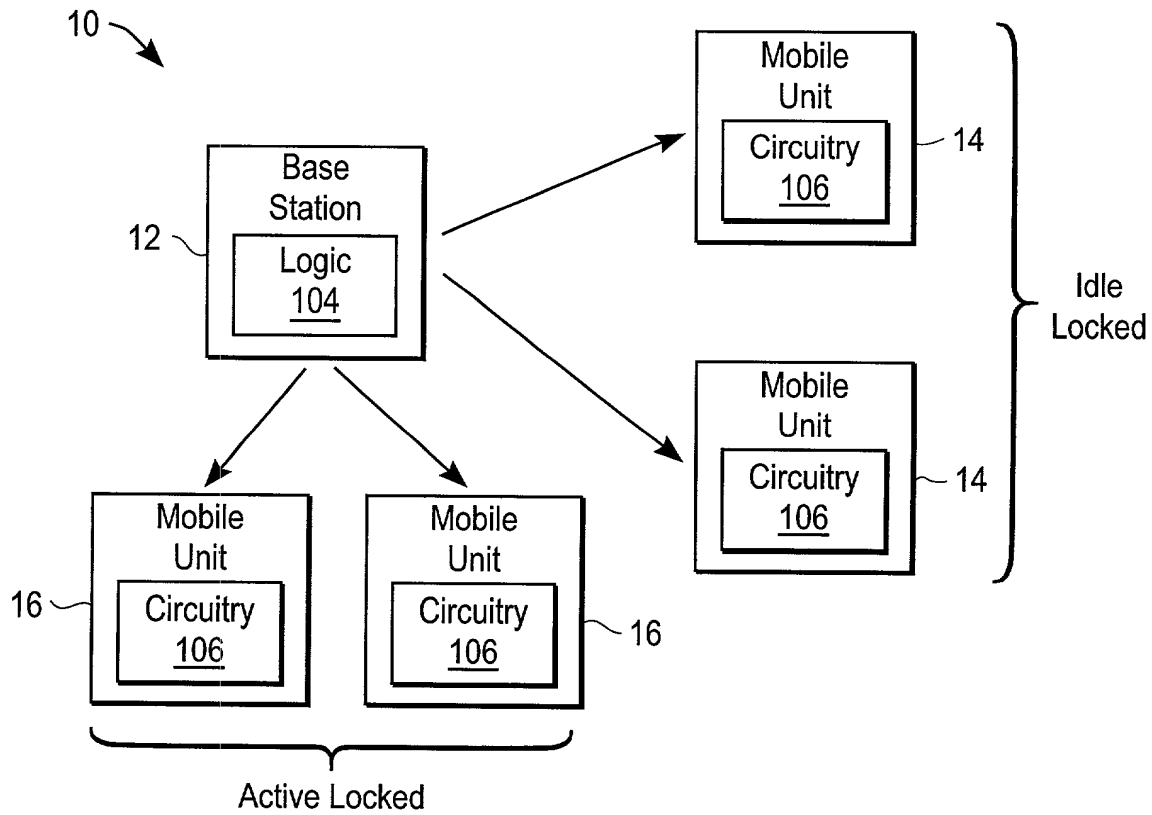 10
Base
Station
Logic
104
12
Mobile
Unit
Circuitry
106
14
Mobile
Unit
Circuitry
106
14
Idle
Locked
Mobile
Unit
Circuitry
106
16
Mobile
Unit
Circuitry
106
16
Active Locked